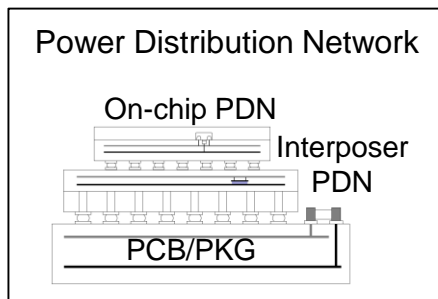 Power Distribution Network
On-chip PDN
Interposer
PDN
PCB/PKG